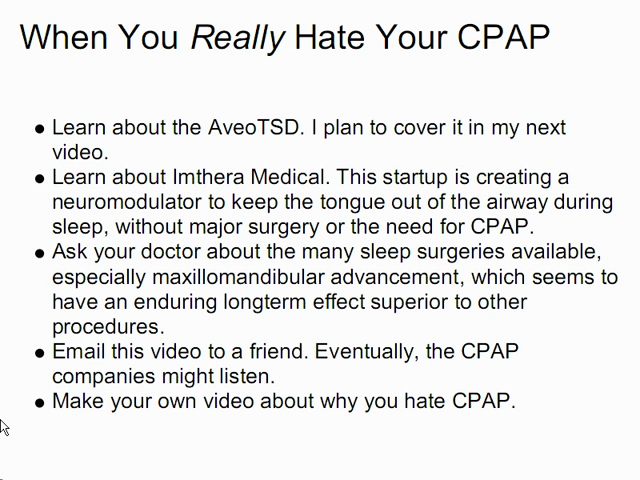 When You Really Hate Your CPAP
● Learn about the AveoTSD. I plan to cover it in my next
video.
● Learn about Imthera Medical. This startup is creating a
neuromodulator to keep the tongue out of the airway during
sleep, without major surgery or the need for CPAP.
● Ask your doctor about the many sleep surgeries available,
especially maxillomandibular advancement, which seems to
have an enduring longterm effect superior to other
procedures.
● Email this video to a friend. Eventually, the CPAP
companies might listen.
● Make your own video about why you hate CPAP.